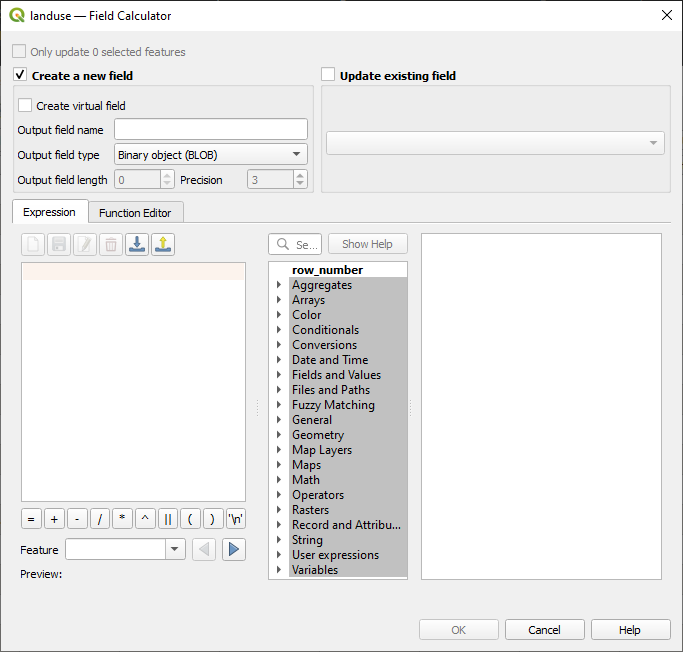 landuse — Field Calculator
Only update 0 selected features
Create a new field
Update existing field
Create virtual field
Output field name
Output field type Binary object (BLOB)
Output field length 0 Precision 3
Expression Function Editor
Se... Show Help
row_number
Aggregates
Arrays
Color
Conditionals
Conversions
Date and Time
Fields and Values
Files and Paths
Fuzzy Matching
General
Geometry
Map Layers
Maps
Math
Operators
Rasters
Record and Attribu...
String
User expressions
Variables
= + - / * ^ || ( ) '\n'
Feature
Preview:
OK Cancel Help